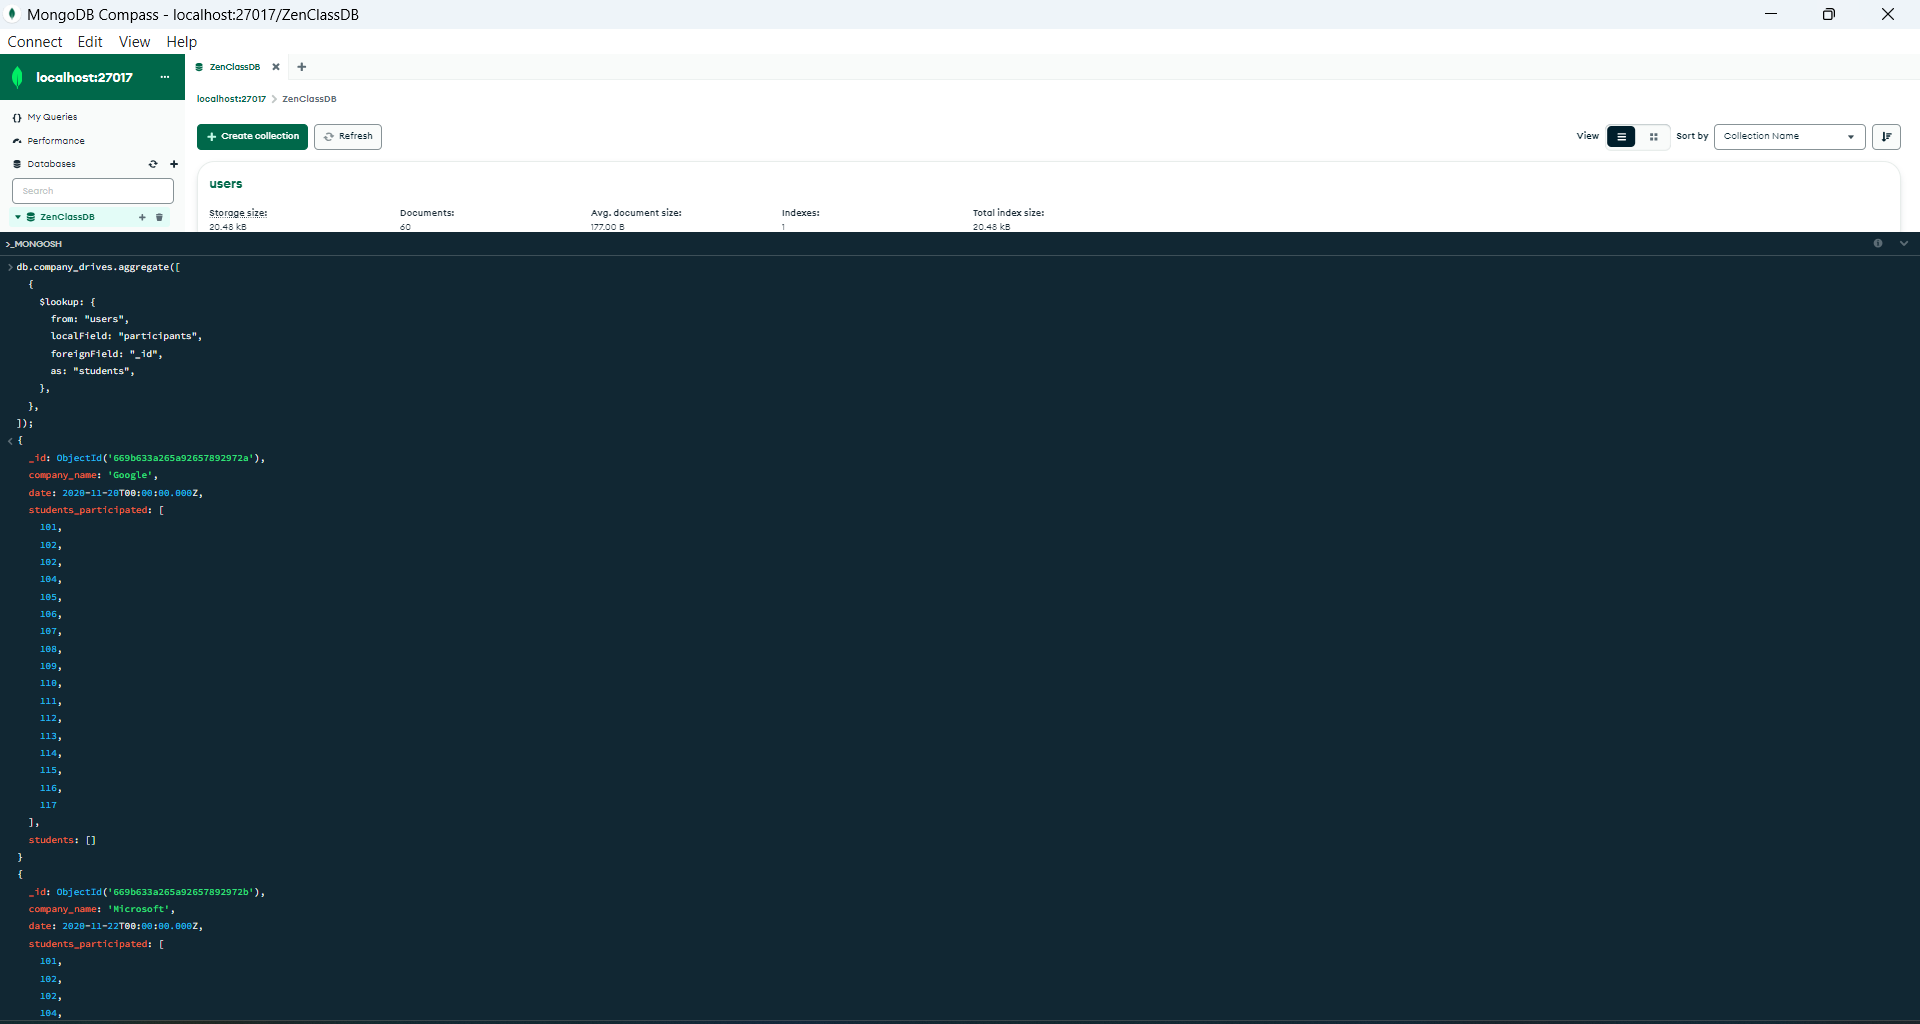 MongoDB Compass - localhost:27017/ZenClassDB
Connect Edit View Help
localhost:27017 ...
ZenClassDB
localhost:27017 > ZenClassDB
My Queries
Performance
Databases
Search
ZenClassDB
Create collection
Refresh
View
Sort by
Collection Name
users
Storage size: Documents: Avg. document size: Indexes: Total index size:
20.48 kB 60 177.00 B 1 20.48 kB
>_MONGOSH
> db.company_drives.aggregate([
{
$lookup: {
from: "users",
localField: "participants",
foreignField: "_id",
as: "students",
},
},
]);
< {
_id: ObjectId('669b633a265a92657892972a'),
company_name: 'Google',
date: 2020-11-20T00:00:00.000Z,
students_participated: [
101,
102,
102,
104,
105,
106,
107,
108,
109,
110,
111,
112,
113,
114,
115,
116,
117
],
students: []
}
{
_id: ObjectId('669b633a265a92657892972b'),
company_name: 'Microsoft',
date: 2020-11-22T00:00:00.000Z,
students_participated: [
101,
102,
102,
104,